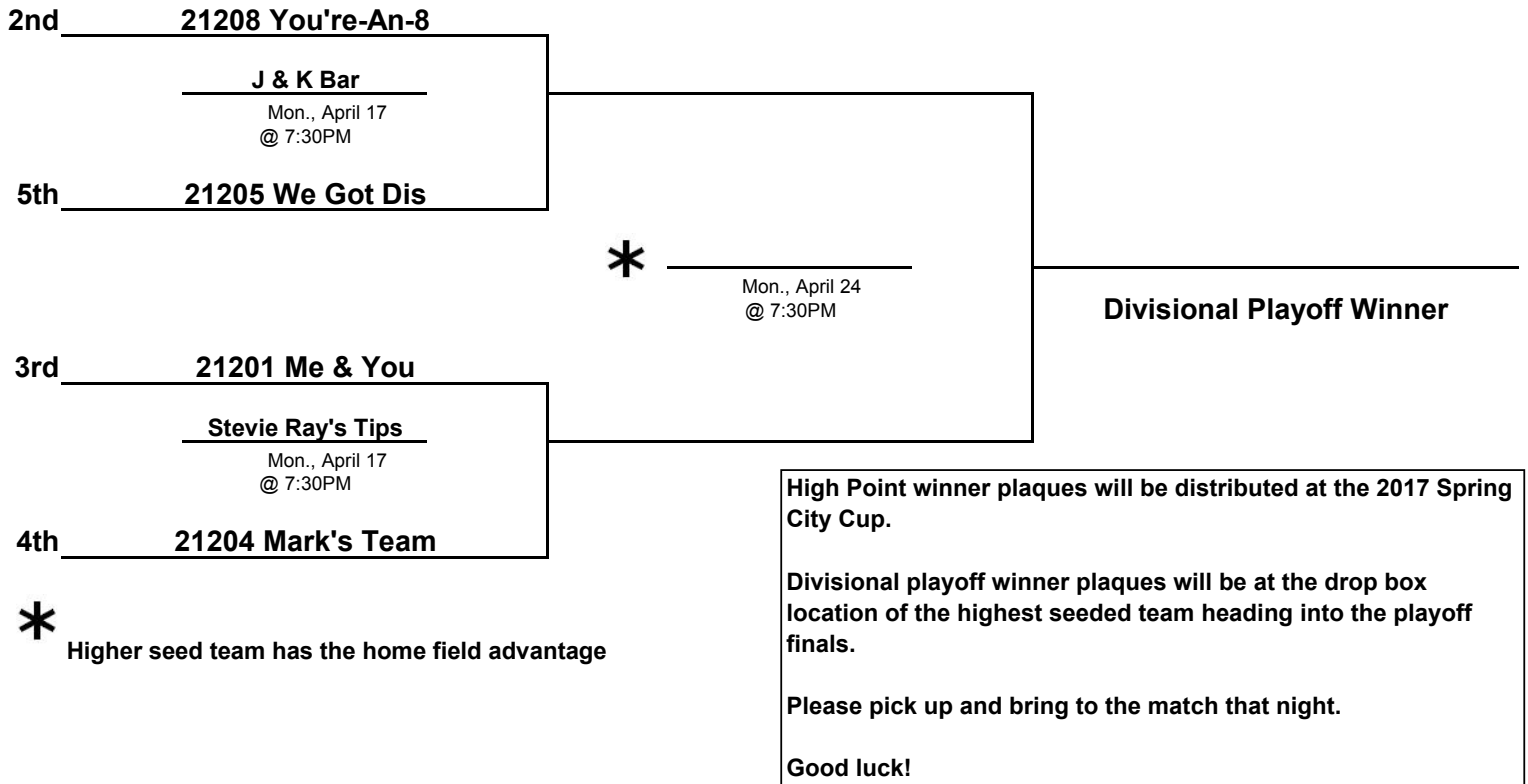 2nd 21208 You're-An-8
J & K Bar
Mon., April 17
@ 7:30PM
5th 21205 We Got Dis
*
Mon., April 24
@ 7:30PM
Divisional Playoff Winner
3rd 21201 Me & You
Stevie Ray's Tips
Mon., April 17
@ 7:30PM
4th 21204 Mark's Team
* Higher seed team has the home field advantage
High Point winner plaques will be distributed at the 2017 Spring
City Cup.
Divisional playoff winner plaques will be at the drop box
location of the highest seeded team heading into the playoff
finals.
Please pick up and bring to the match that night.
Good luck!